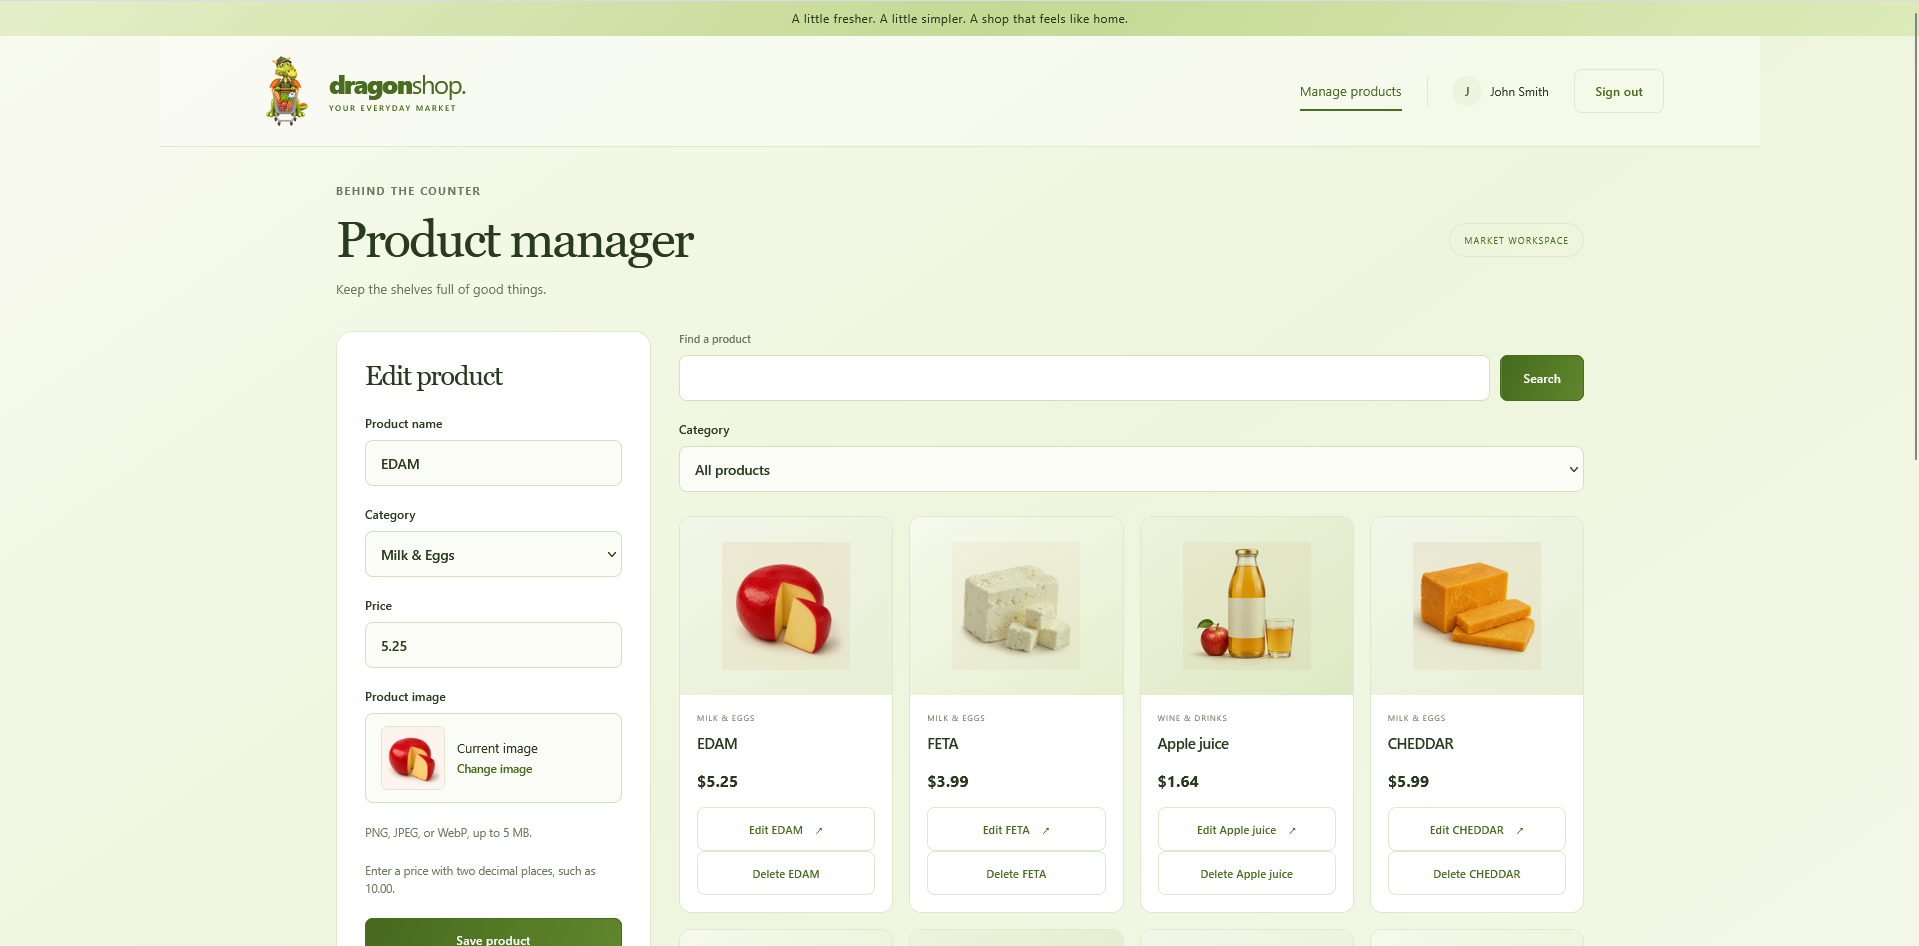 A little fresher. A little simpler. A shop that feels like home.
dragonshop.
YOUR EVERYDAY MARKET
Manage products
J
John Smith
Sign out
BEHIND THE COUNTER
Product manager
MARKET WORKSPACE
Keep the shelves full of good things.
Edit product
Product name
EDAM
Category
Milk & Eggs
Price
5.25
Product image
Current image
Change image
PNG, JPEG, or WebP, up to 5 MB.
Enter a price with two decimal places, such as
10.00.
Save product
Find a product
Search
Category
All products
MILK & EGGS
EDAM
$5.25
Edit EDAM ↗
Delete EDAM
MILK & EGGS
FETA
$3.99
Edit FETA ↗
Delete FETA
WINE & DRINKS
Apple juice
$1.64
Edit Apple juice ↗
Delete Apple juice
MILK & EGGS
CHEDDAR
$5.99
Edit CHEDDAR ↗
Delete CHEDDAR